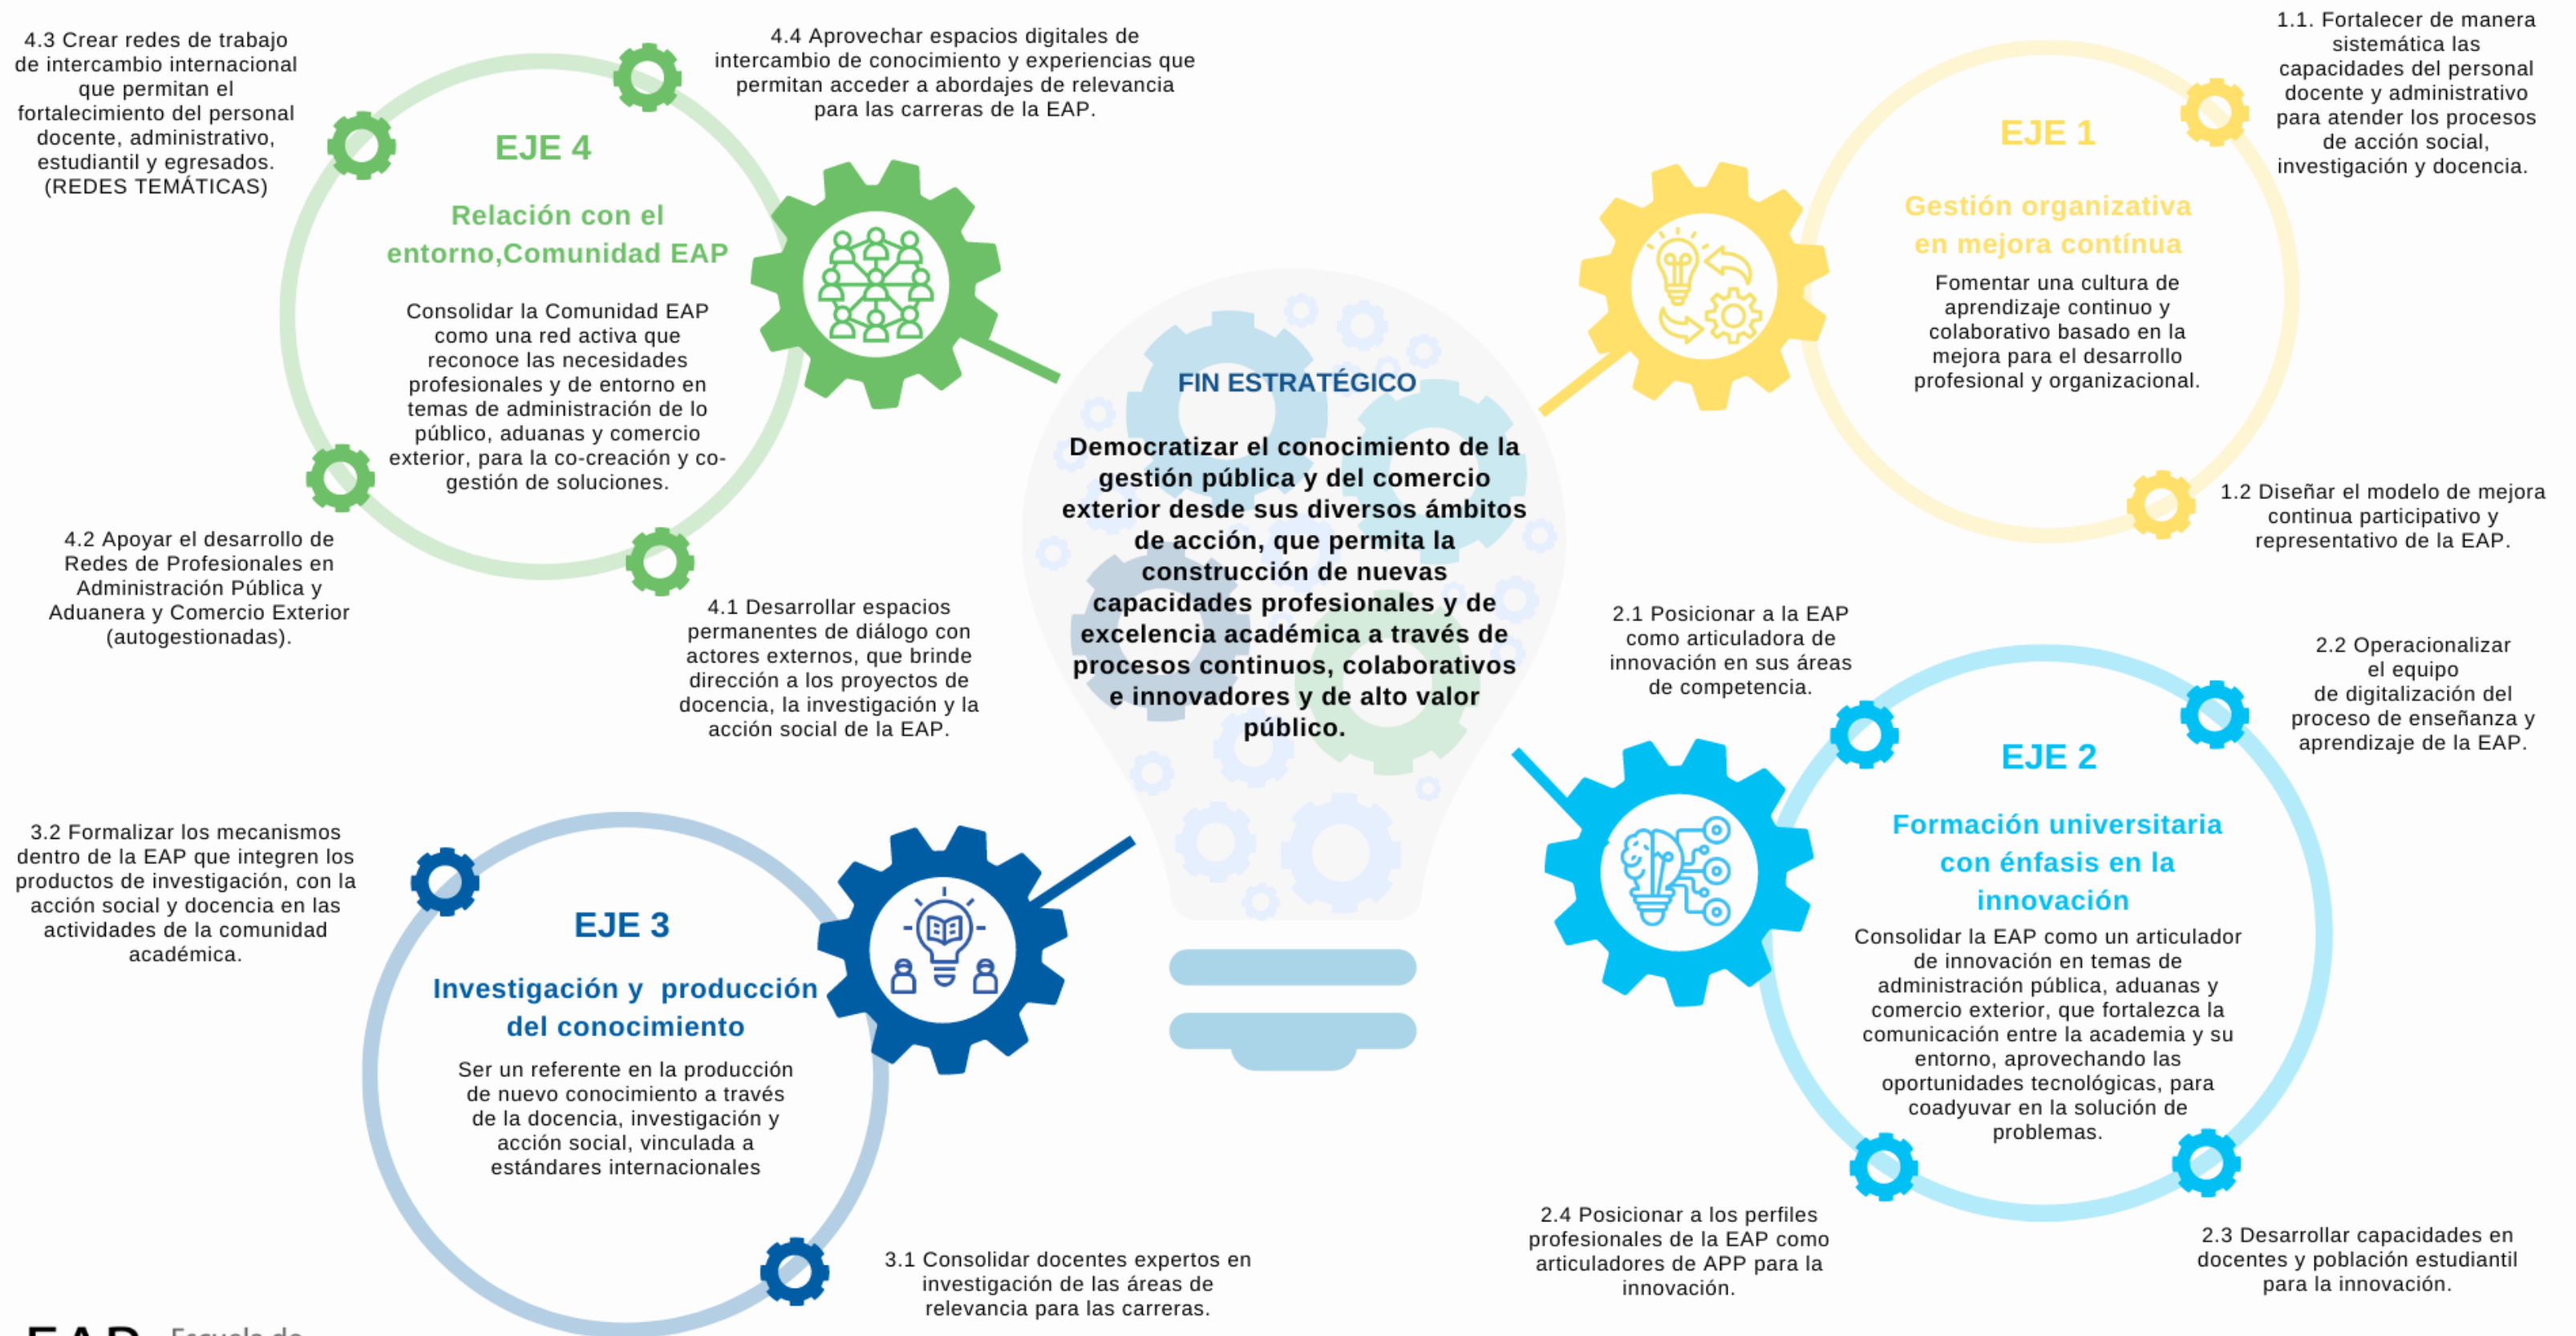 4.3 Crear redes de trabajo
de intercambio internacional
que permitan el
fortalecimiento del personal
docente, administrativo,
estudiantil y egresados.
(REDES TEMÁTICAS)
4.4 Aprovechar espacios digitales de
intercambio de conocimiento y experiencias que
permitan acceder a abordajes de relevancia
para las carreras de la EAP.
EJE 4
Relación con el
entorno,Comunidad EAP
Consolidar la Comunidad EAP
como una red activa que
reconoce las necesidades
profesionales y de entorno en
temas de administración de lo
público, aduanas y comercio
exterior, para la co-creación y co-
gestión de soluciones.
4.2 Apoyar el desarrollo de
Redes de Profesionales en
Administración Pública y
Aduanera y Comercio Exterior
(autogestionadas).
4.1 Desarrollar espacios
permanentes de diálogo con
actores externos, que brinde
dirección a los proyectos de
docencia, la investigación y la
acción social de la EAP.
FIN ESTRATÉGICO
Democratizar el conocimiento de la
gestión pública y del comercio
exterior desde sus diversos ámbitos
de acción, que permita la
construcción de nuevas
capacidades profesionales y de
excelencia académica a través de
procesos continuos, colaborativos
e innovadores y de alto valor
público.
1.1. Fortalecer de manera
sistemática las
capacidades del personal
docente y administrativo
para atender los procesos
de acción social,
investigación y docencia.
EJE 1
Gestión organizativa
en mejora contínua
Fomentar una cultura de
aprendizaje continuo y
colaborativo basado en la
mejora para el desarrollo
profesional y organizacional.
1.2 Diseñar el modelo de mejora
continua participativo y
representativo de la EAP.
2.1 Posicionar a la EAP
como articuladora de
innovación en sus áreas
de competencia.
2.2 Operacionalizar
el equipo
de digitalización del
proceso de enseñanza y
aprendizaje de la EAP.
EJE 2
Formación universitaria
con énfasis en la
innovación
Consolidar la EAP como un articulador
de innovación en temas de
administración pública, aduanas y
comercio exterior, que fortalezca la
comunicación entre la academia y su
entorno, aprovechando las
oportunidades tecnológicas, para
coadyuvar en la solución de
problemas.
2.4 Posicionar a los perfiles
profesionales de la EAP como
articuladores de APP para la
innovación.
2.3 Desarrollar capacidades en
docentes y población estudiantil
para la innovación.
3.2 Formalizar los mecanismos
dentro de la EAP que integren los
productos de investigación, con la
acción social y docencia en las
actividades de la comunidad
académica.
EJE 3
Investigación y producción
del conocimiento
Ser un referente en la producción
de nuevo conocimiento a través
de la docencia, investigación y
acción social, vinculada a
estándares internacionales
3.1 Consolidar docentes expertos en
investigación de las áreas de
relevancia para las carreras.
EAP Escuela de